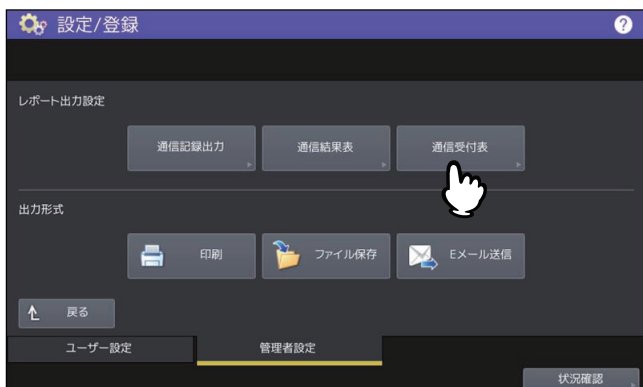 設定/登録
?
レポート出力設定
通信記録出力 通信結果表 通信受付表
出力形式
印刷 ファイル保存 Eメール送信
戻る
ユーザー設定 管理者設定
状況確認